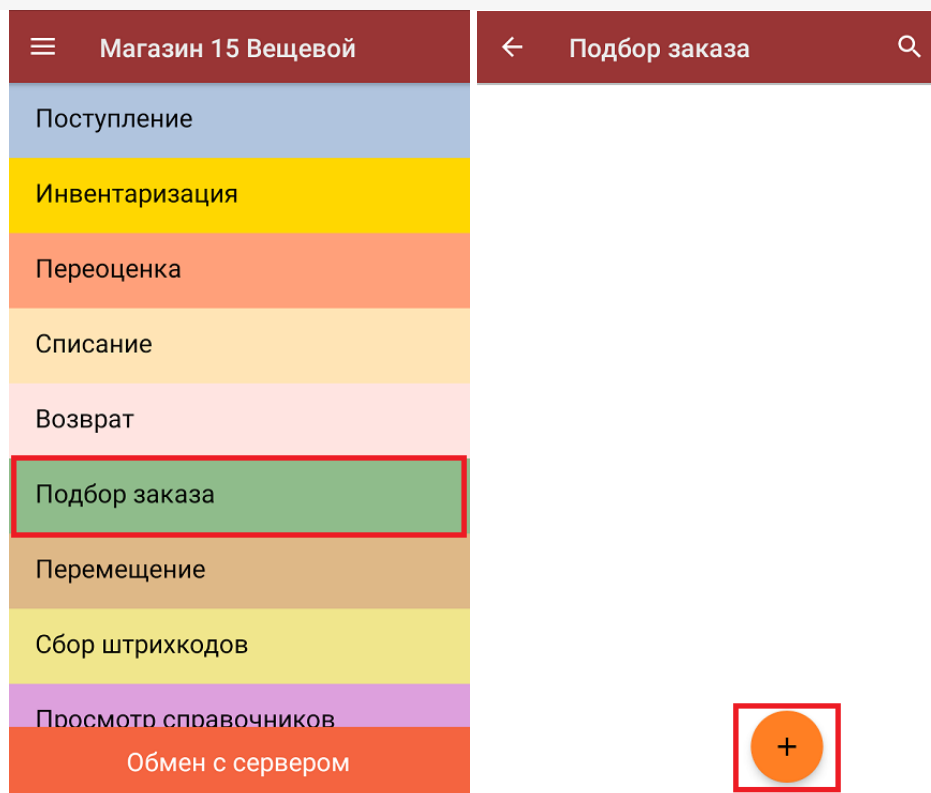 Магазин 15 Вещевой
Поступление
Инвентаризация
Переоценка
Списание
Возврат
Подбор заказа
Перемещение
Сбор штрихкодов
Просмотр справочников
Обмен с сервером
Подбор заказа
+